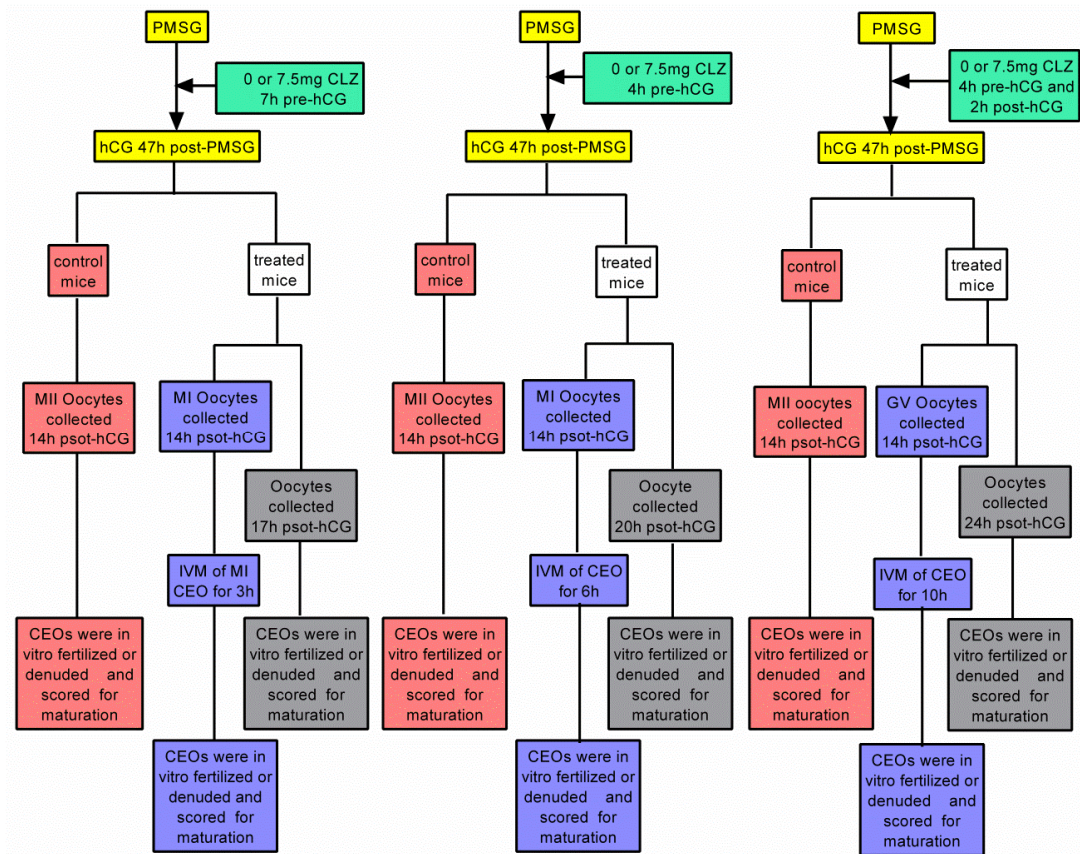 PMSG
0 or 7.5mg CLZ
7h pre-hCG
hCG 47h post-PMSG
control
mice
treated
mice
MII Oocytes
collected
14h psot-hCG
MI Oocytes
collected
14h psot-hCG
Oocytes
collected
17h psot-hCG
IVM of MI
CEO for 3h
CEOs were in
vitro fertilized or
denuded and
scored for
maturation
CEOs were in
vitro fertilized or
denuded and
scored for
maturation
CEOs were in
vitro fertilized or
denuded and
scored for
maturation
PMSG
0 or 7.5mg CLZ
4h pre-hCG
hCG 47h post-PMSG
control
mice
treated
mice
MII Oocytes
collected
14h psot-hCG
MI Oocytes
collected
14h psot-hCG
Oocyte
collected
20h psot-hCG
IVM of CEO
for 6h
CEOs were in
vitro fertilized or
denuded and
scored for
maturation
CEOs were in
vitro fertilized or
denuded and
scored for
maturation
CEOs were in
vitro fertilized or
denuded and
scored for
maturation
PMSG
0 or 7.5mg CLZ
4h pre-hCG and
2h post-hCG
hCG 47h post-PMSG
control
mice
treated
mice
MII oocytes
collected
14h psot-hCG
GV Oocytes
collected
14h psot-hCG
Oocytes
collected
24h psot-hCG
IVM of CEO
for 10h
CEOs were in
vitro fertilized or
denuded and
scored for
maturation
CEOs were in
vitro fertilized or
denuded and
scored for
maturation
CEOs were in
vitro fertilized or
denuded and
scored for
maturation